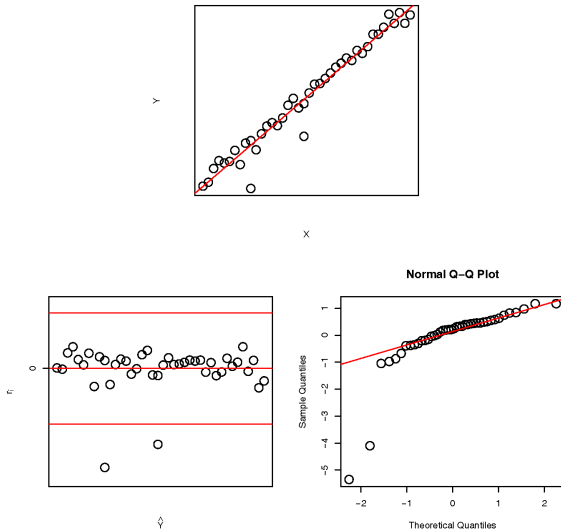 Y
X
0
r_i
Ŷ
Normal Q−Q Plot
1
0
−1
−2
−3
−4
−5
Sample Quantiles
−2 −1 0 1 2
Theoretical Quantiles